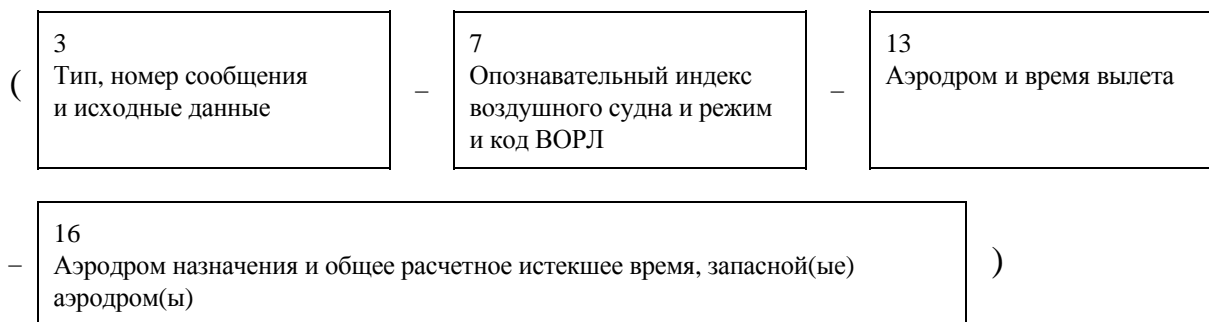 (
3
Тип, номер сообщения
и исходные данные
–
7
Опознавательный индекс
воздушного судна и режим
и код ВОРЛ
–
13
Аэродром и время вылета
–
16
Аэродром назначения и общее расчетное истекшее время, запасной(ые)
аэродром(ы)
)